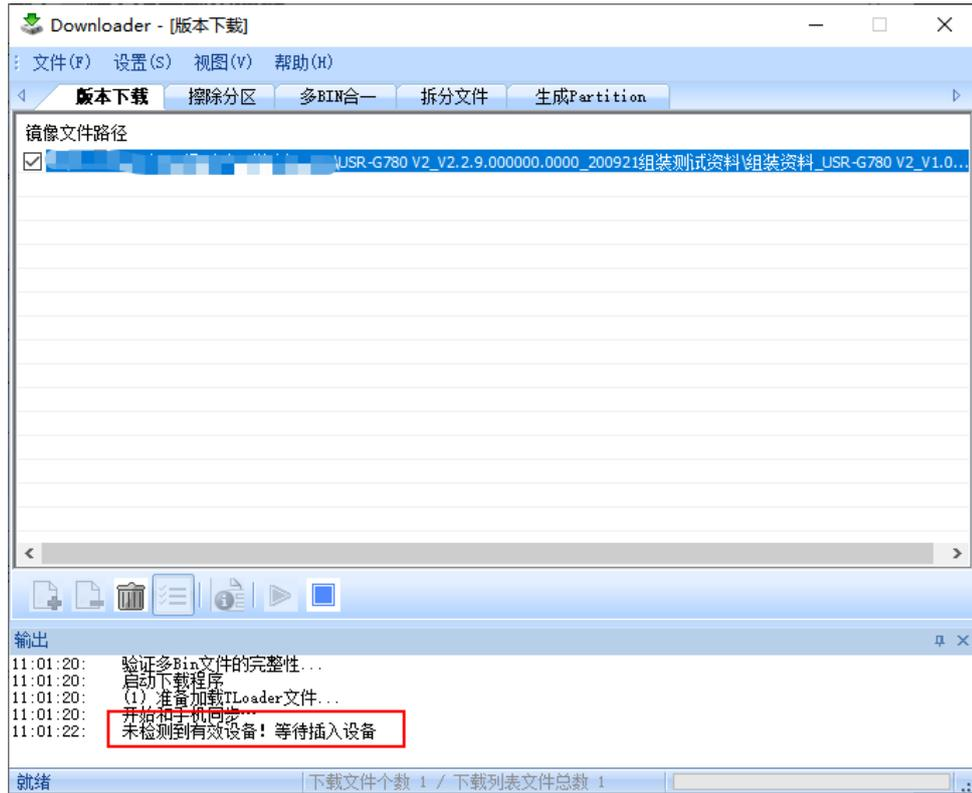 Downloader - [版本下载]
文件(F) 设置(S) 视图(V) 帮助(H)
版本下载 擦除分区 多BIN合一 拆分文件 生成Partition
镜像文件路径
\USR-G780 V2_V2.2.9.000000.0000_200921组装测试资料\组装资料_USR-G780 V2_V1.0...
输出
11:01:20: 验证多Bin文件的完整性...
11:01:20: 启动下载程序
11:01:20: (1) 准备加载TLoader文件...
11:01:20: 开始和手机同步…
11:01:22: 未检测到有效设备! 等待插入设备
就绪 下载文件个数 1 / 下载列表文件总数 1